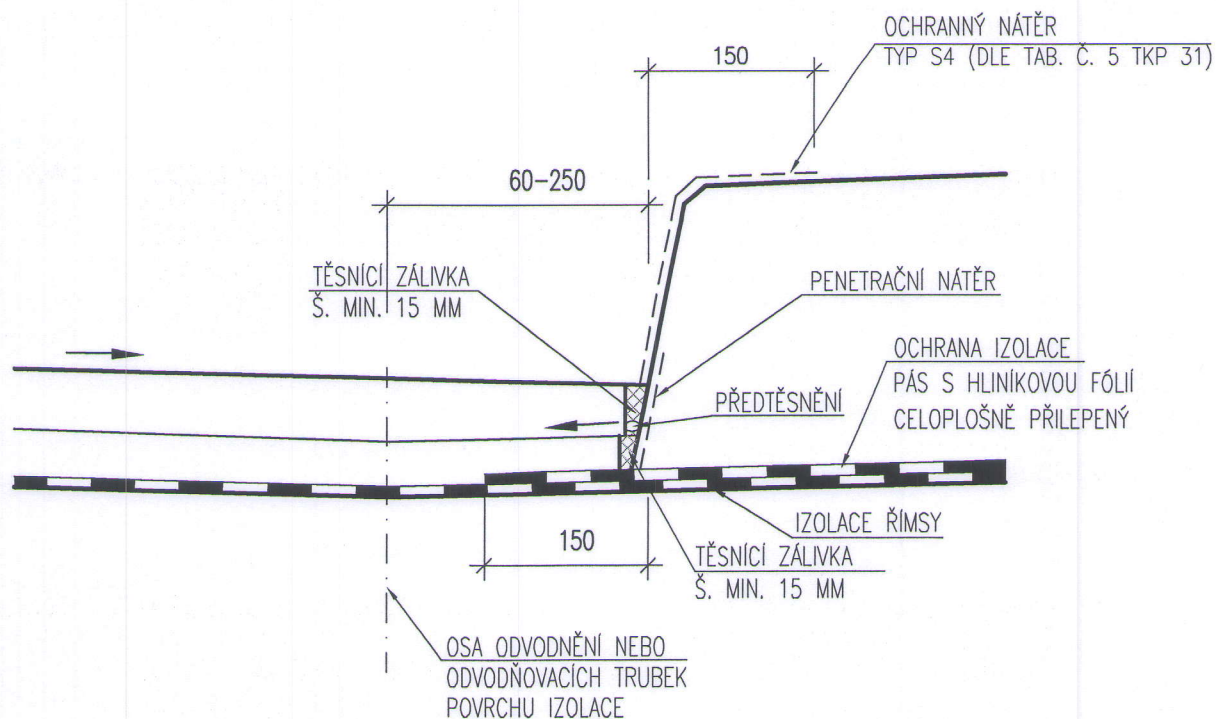 OCHRANNÝ NÁTĚR
TYP S4 (DLE TAB. Č. 5 TKP 31)
150
60-250
TĚSNÍCÍ ZÁLIVKA
Š. MIN. 15 MM
PENETRAČNÍ NÁTĚR
OCHRANA IZOLACE
PÁS S HLINÍKOVOU FÓLIÍ
CELOPLOŠNĚ PŘILEPENÝ
PŘEDTĚSNĚNÍ
IZOLACE ŘÍMSY
150
TĚSNÍCÍ ZÁLIVKA
Š. MIN. 15 MM
OSA ODVODNĚNÍ NEBO
ODVODŇOVACÍCH TRUBEK
POVRCHU IZOLACE